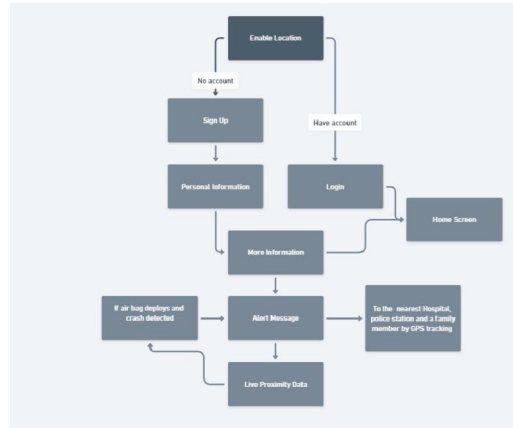 Enable Location
No account
Sign Up
Have account
Personal Information
Login
Home Screen
More Information
If air bag deploys and
crash detected
Alert Message
To the nearest Hospital,
police station and a family
member by GPS tracking
Live Proximity Data